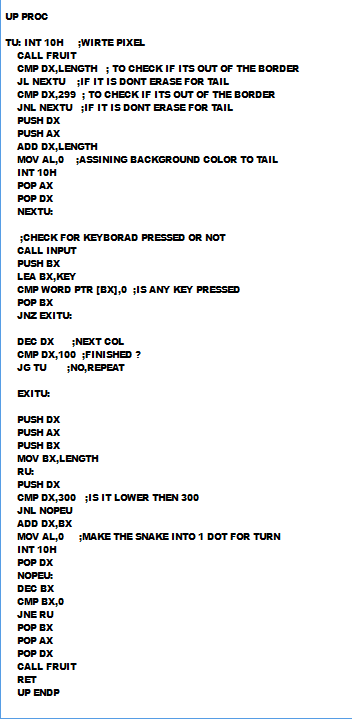 UP PROC
TU: INT 10H ;WIRTE PIXEL
CALL FRUIT
CMP DX,LENGTH ; TO CHECK IF ITS OUT OF THE BORDER
JL NEXTU ;IF IT IS DONT ERASE FOR TAIL
CMP DX,299 ; TO CHECK IF ITS OUT OF THE BORDER
JNL NEXTU ;IF IT IS DONT ERASE FOR TAIL
PUSH DX
PUSH AX
ADD DX,LENGTH
MOV AL,0 ;ASSINING BACKGROUND COLOR TO TAIL
INT 10H
POP AX
POP DX
NEXTU:
;CHECK FOR KEYBORAD PRESSED OR NOT
CALL INPUT
PUSH BX
LEA BX,KEY
CMP WORD PTR [BX],0 ;IS ANY KEY PRESSED
POP BX
JNZ EXITU:
DEC DX ;NEXT COL
CMP DX,100 ;FINISHED ?
JG TU ;NO,REPEAT
EXITU:
PUSH DX
PUSH AX
PUSH BX
MOV BX,LENGTH
RU:
PUSH DX
CMP DX,300 ;IS IT LOWER THEN 300
JNL NOPEU
ADD DX,BX
MOV AL,0 ;MAKE THE SNAKE INTO 1 DOT FOR TURN
INT 10H
POP DX
NOPEU:
DEC BX
CMP BX,0
JNE RU
POP BX
POP AX
POP DX
CALL FRUIT
RET
UP ENDP